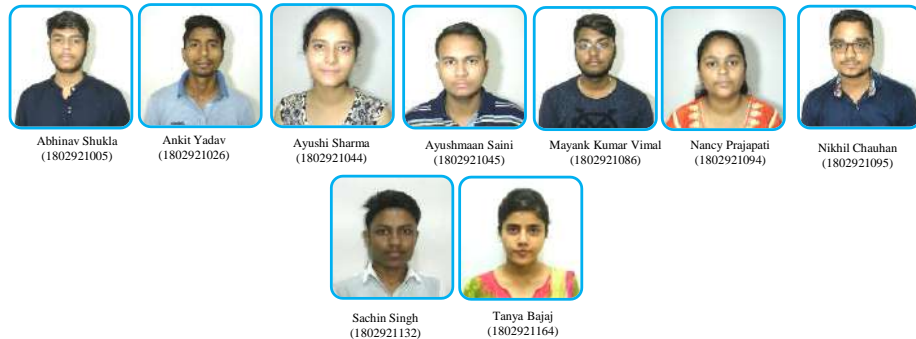 Abhinav Shukla
(1802921005)
Ankit Yadav
(1802921026)
Ayushi Sharma
(1802921044)
Ayushmaan Saini
(1802921045)
Mayank Kumar Vimal
(1802921086)
Nancy Prajapati
(1802921094)
Nikhil Chauhan
(1802921095)
Sachin Singh
(1802921132)
Tanya Bajaj
(1802921164)